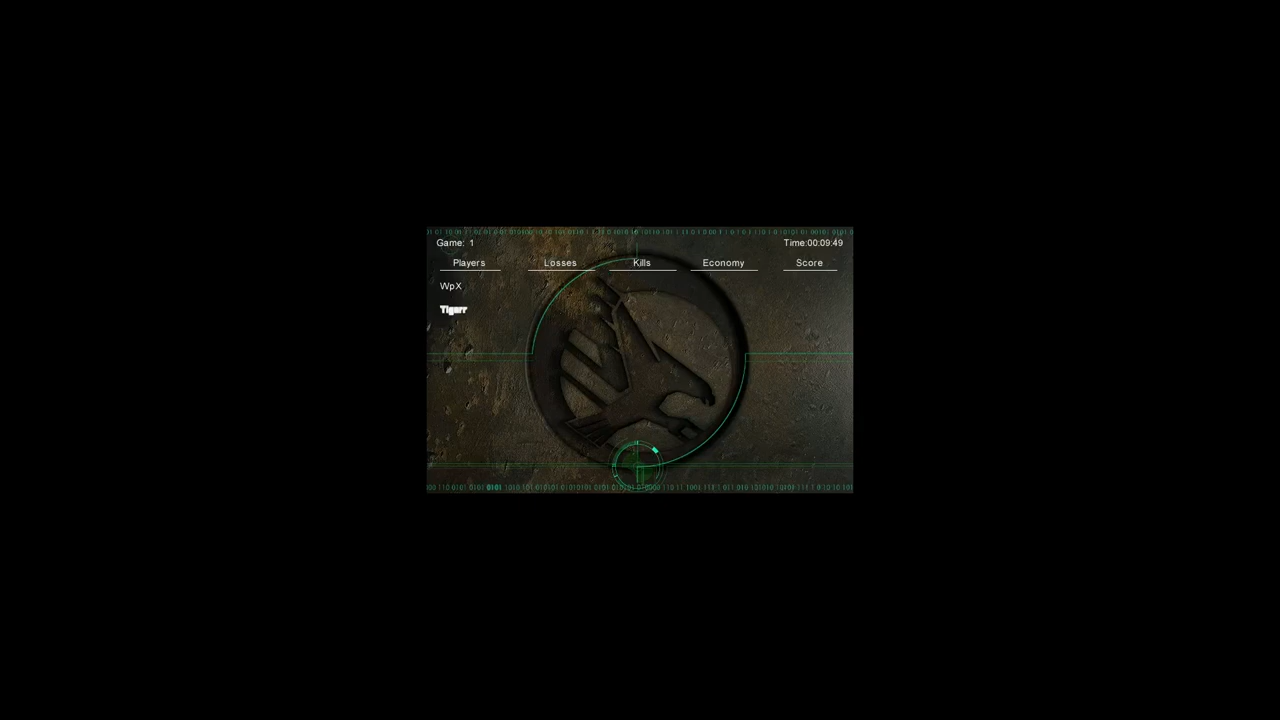 Game: 1
Time:00:09:49
Players Losses Kills Economy Score
WpX
Tigerr